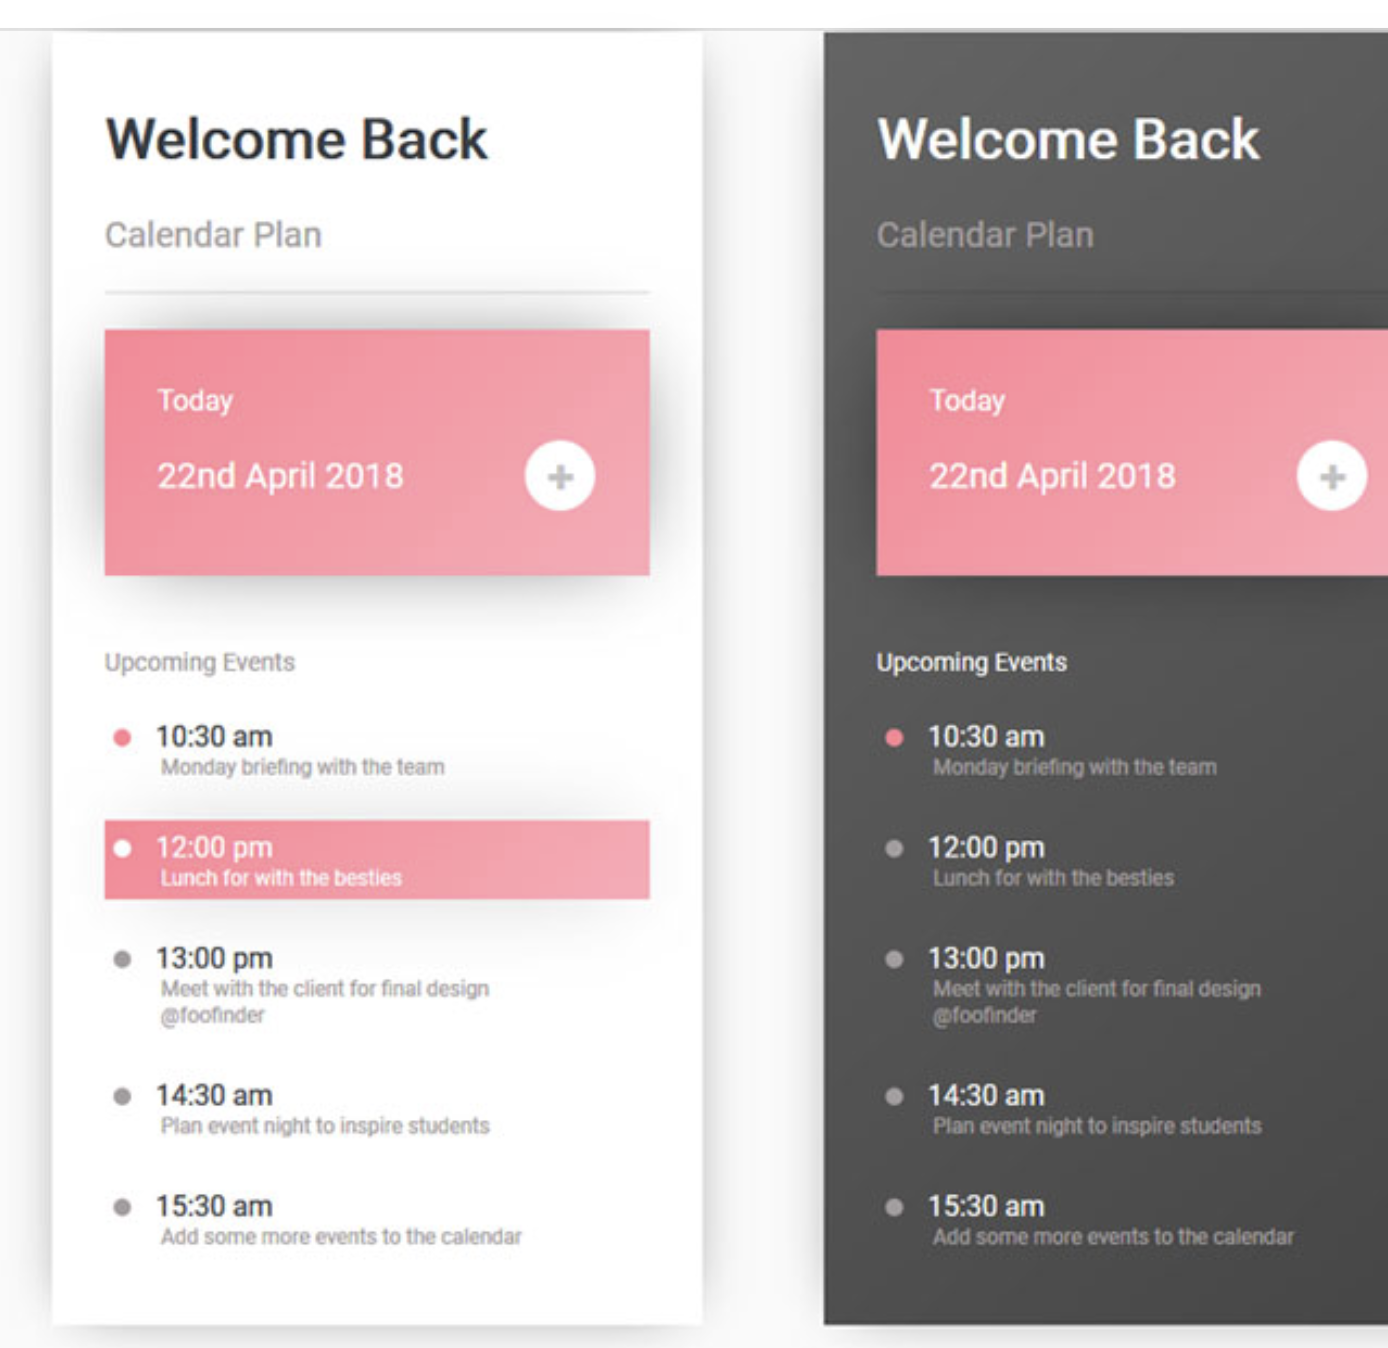 Welcome Back
Calendar Plan
Today
22nd April 2018
Upcoming Events
10:30 am
Monday briefing with the team
12:00 pm
Lunch for with the besties
13:00 pm
Meet with the client for final design
@foofinder
14:30 am
Plan event night to inspire students
15:30 am
Add some more events to the calendar
Welcome Back
Calendar Plan
Today
22nd April 2018
Upcoming Events
10:30 am
Monday briefing with the team
12:00 pm
Lunch for with the besties
13:00 pm
Meet with the client for final design
@foofinder
14:30 am
Plan event night to inspire students
15:30 am
Add some more events to the calendar